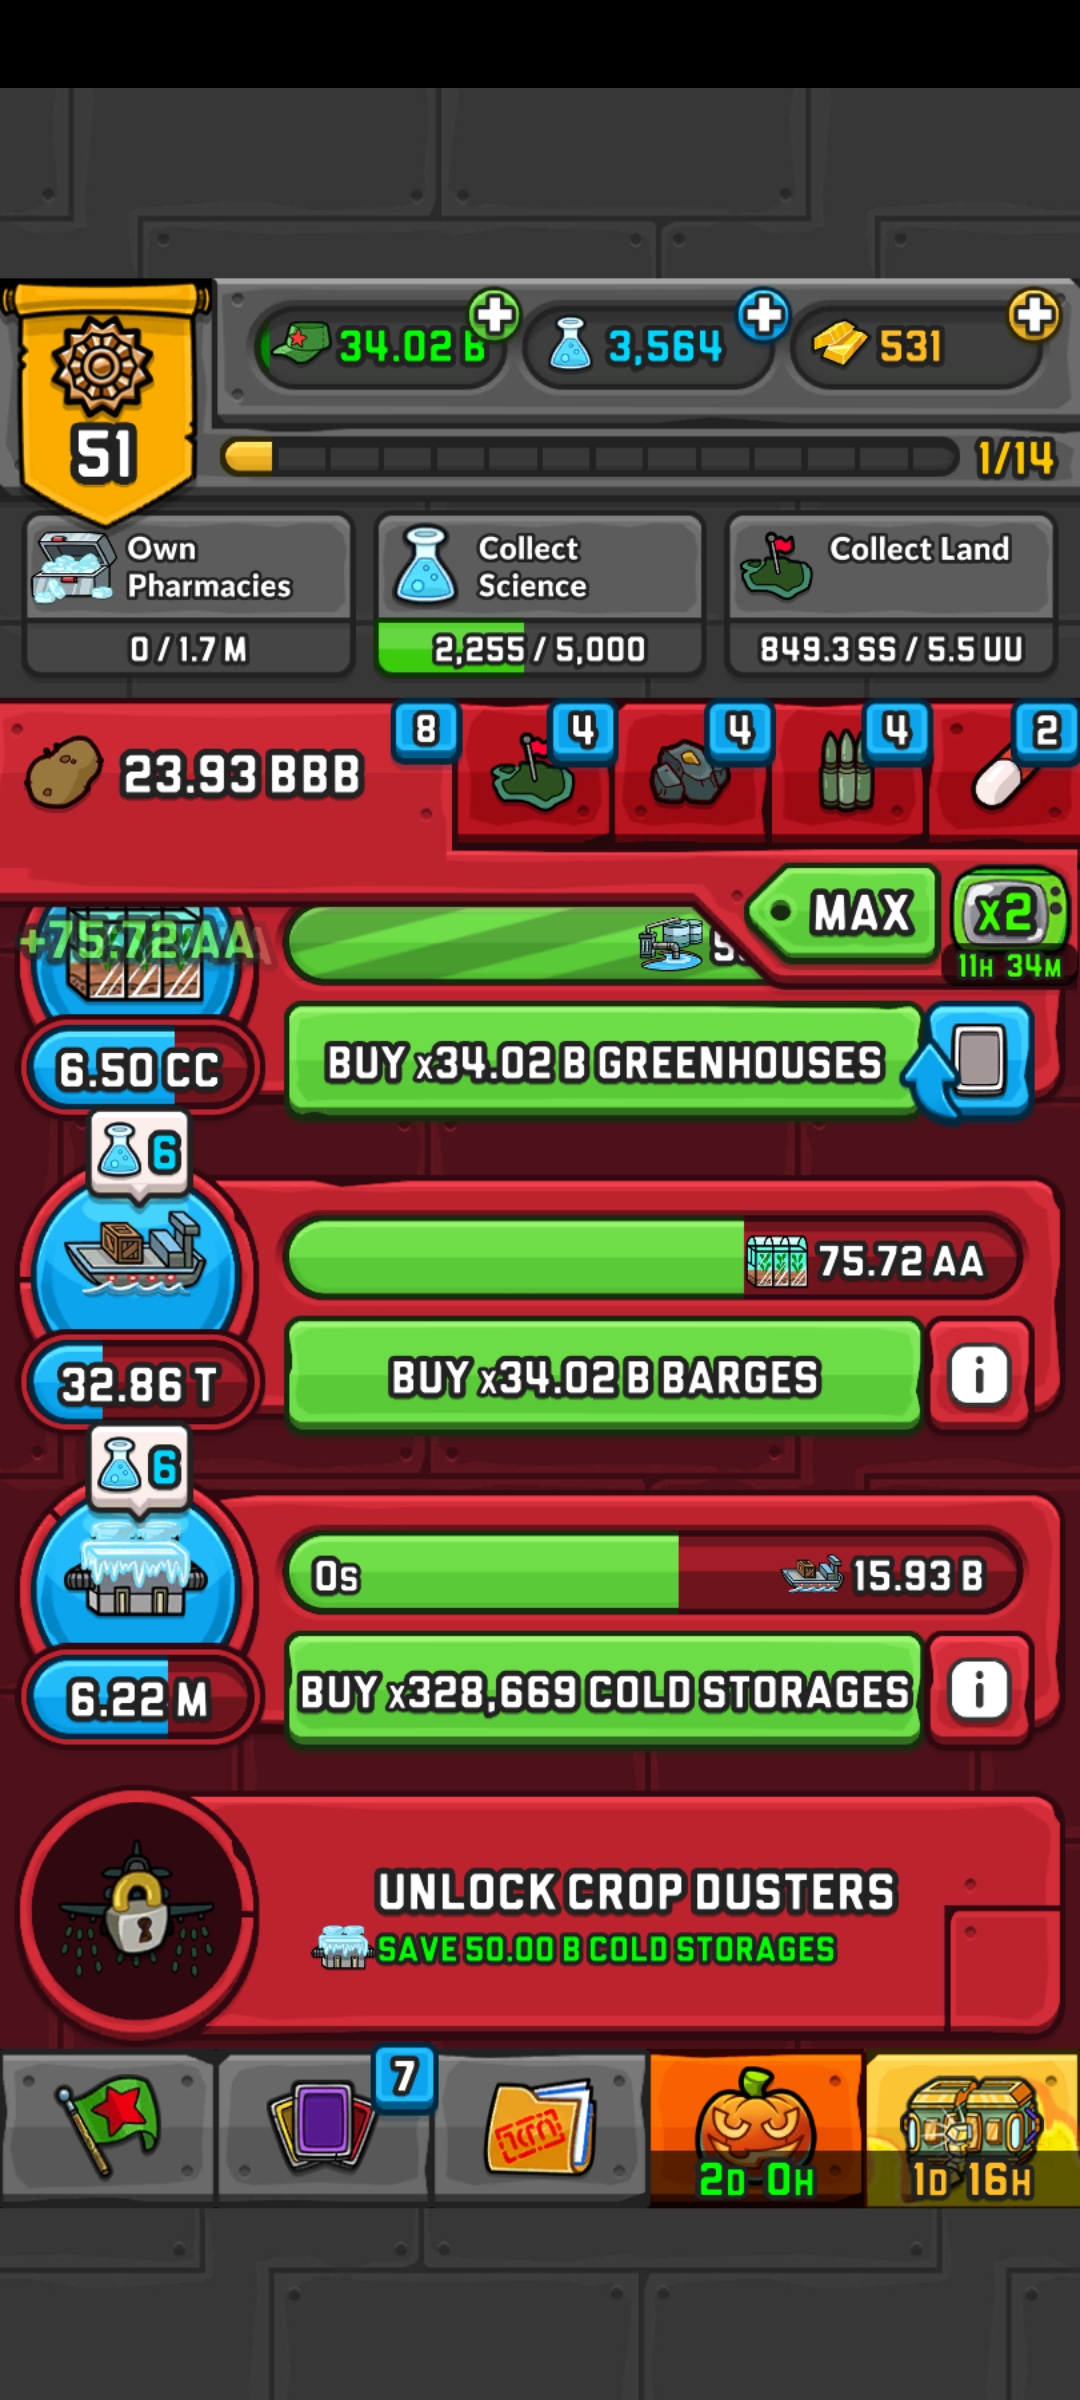 34.02 B
3,564
531
51
1/14
Own
Pharmacies
0 / 1.7 M
Collect
Science
2,255 / 5,000
Collect Land
849.3 SS / 5.5 UU
23.93 BBB
8
4
4
4
2
MAX
x2
11H 34M
+75.72 AA
6.50 CC
BUY x34.02 B GREENHOUSES
6
75.72 AA
32.86 T
BUY x34.02 B BARGES
i
6
0s
15.93 B
6.22 M
BUY x328,669 COLD STORAGES
i
UNLOCK CROP DUSTERS
SAVE 50.00 B COLD STORAGES
7
2D 0H
1D 16H